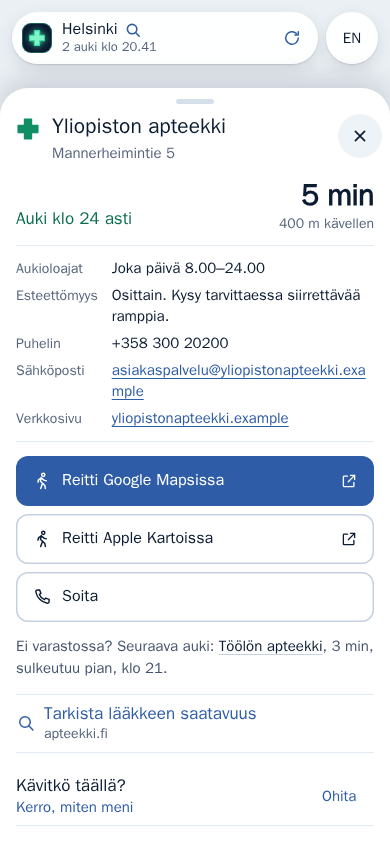 Helsinki
2 auki klo 20.41
EN
Yliopiston apteekki
Mannerheimintie 5
5 min
Auki klo 24 asti
400 m kävellen
Aukioloajat Joka päivä 8.00–24.00
Esteettömyys Osittain. Kysy tarvittaessa siirrettävää
ramppia.
Puhelin +358 300 20200
Sähköposti asiakaspalvelu@yliopistonapteekki.exa
mple
Verkkosivu yliopistonapteekki.example
Reitti Google Mapsissa
Reitti Apple Kartoissa
Soita
Ei varastossa? Seuraava auki: Töölön apteekki, 3 min,
sulkeutuu pian, klo 21.
Tarkista lääkkeen saatavuus
apteekki.fi
Kävitkö täällä?
Kerro, miten meni
Ohita